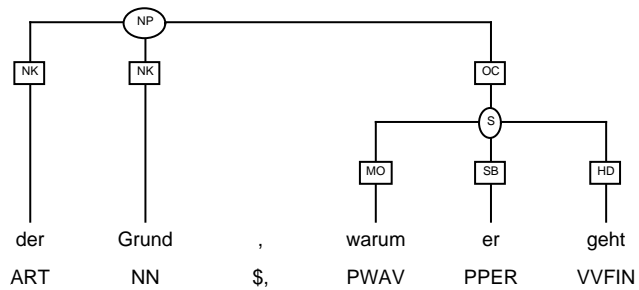 NP
NK NK OC
S
MO SB HD
der Grund , warum er geht
ART NN $, PWAV PPER VVFIN